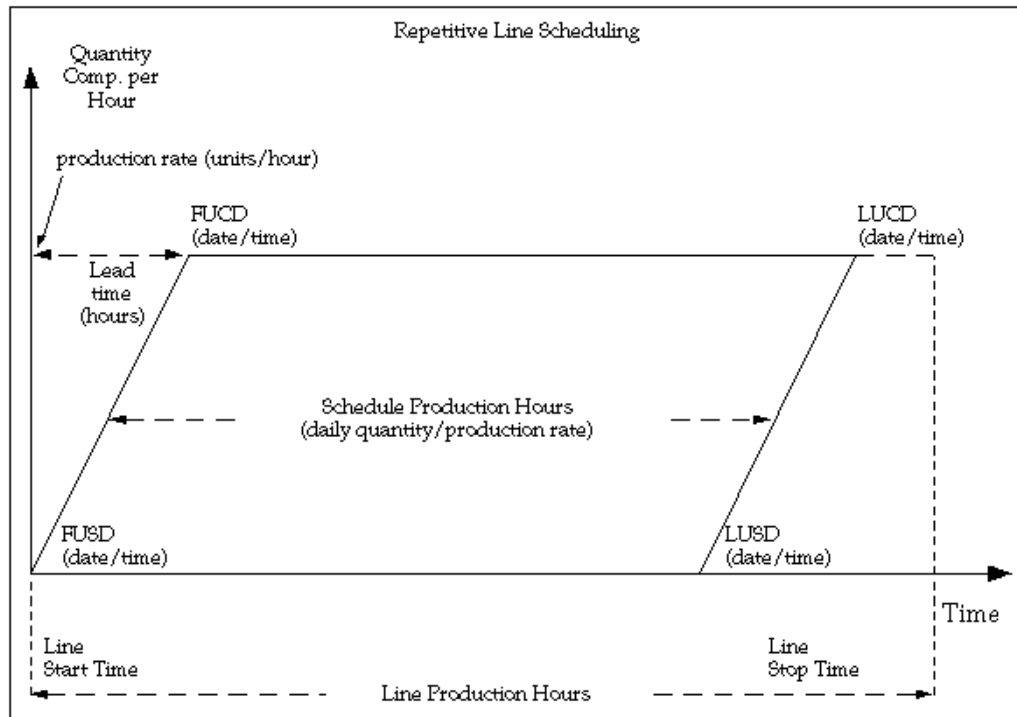 Repetitive Line Scheduling
Quantity
Comp. per
Hour
production rate (units/hour)
FUCD
(date/time)
LUCD
(date/time)
Lead
time
(hours)
Schedule Production Hours
(daily quantity/production rate)
FUSD
(date/time)
LUSD
(date/time)
Time
Line
Start Time
Line
Stop Time
Line Production Hours